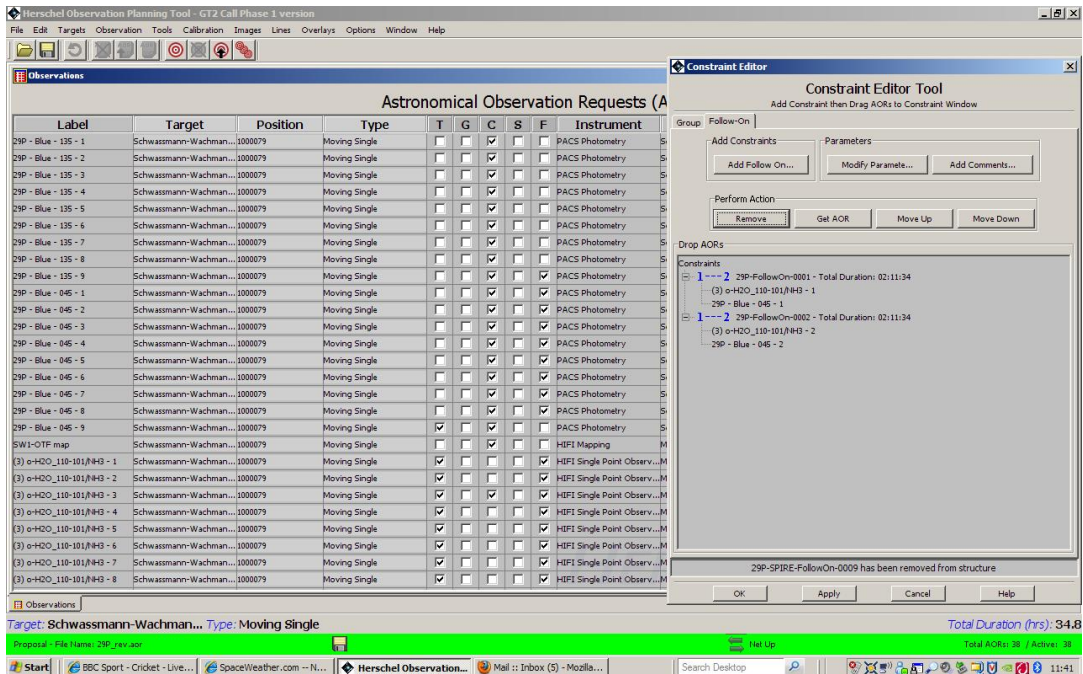 Herschel Observation Planning Tool - GT2 Call Phase 1 version
File Edit Targets Observation Tools Calibration Images Lines Overlays Options Window Help
Observations
Astronomical Observation Requests (A
Label Target Position Type T G C S F Instrument
29P - Blue - 135 - 1 Schwassmann-Wachman... 1000079 Moving Single PACS Photometry
29P - Blue - 135 - 2 Schwassmann-Wachman... 1000079 Moving Single PACS Photometry
29P - Blue - 135 - 3 Schwassmann-Wachman... 1000079 Moving Single PACS Photometry
29P - Blue - 135 - 4 Schwassmann-Wachman... 1000079 Moving Single PACS Photometry
29P - Blue - 135 - 5 Schwassmann-Wachman... 1000079 Moving Single PACS Photometry
29P - Blue - 135 - 6 Schwassmann-Wachman... 1000079 Moving Single PACS Photometry
29P - Blue - 135 - 7 Schwassmann-Wachman... 1000079 Moving Single PACS Photometry
29P - Blue - 135 - 8 Schwassmann-Wachman... 1000079 Moving Single PACS Photometry
29P - Blue - 135 - 9 Schwassmann-Wachman... 1000079 Moving Single PACS Photometry
29P - Blue - 045 - 1 Schwassmann-Wachman... 1000079 Moving Single PACS Photometry
29P - Blue - 045 - 2 Schwassmann-Wachman... 1000079 Moving Single PACS Photometry
29P - Blue - 045 - 3 Schwassmann-Wachman... 1000079 Moving Single PACS Photometry
29P - Blue - 045 - 4 Schwassmann-Wachman... 1000079 Moving Single PACS Photometry
29P - Blue - 045 - 5 Schwassmann-Wachman... 1000079 Moving Single PACS Photometry
29P - Blue - 045 - 6 Schwassmann-Wachman... 1000079 Moving Single PACS Photometry
29P - Blue - 045 - 7 Schwassmann-Wachman... 1000079 Moving Single PACS Photometry
29P - Blue - 045 - 8 Schwassmann-Wachman... 1000079 Moving Single PACS Photometry
29P - Blue - 045 - 9 Schwassmann-Wachman... 1000079 Moving Single PACS Photometry
SW1-OTF map Schwassmann-Wachman... 1000079 Moving Single HIFI Mapping M
(3) o-H2O_110-101/NH3 - 1 Schwassmann-Wachman... 1000079 Moving Single HIFI Single Point Observ... M
(3) o-H2O_110-101/NH3 - 2 Schwassmann-Wachman... 1000079 Moving Single HIFI Single Point Observ... M
(3) o-H2O_110-101/NH3 - 3 Schwassmann-Wachman... 1000079 Moving Single HIFI Single Point Observ... M
(3) o-H2O_110-101/NH3 - 4 Schwassmann-Wachman... 1000079 Moving Single HIFI Single Point Observ... M
(3) o-H2O_110-101/NH3 - 5 Schwassmann-Wachman... 1000079 Moving Single HIFI Single Point Observ... M
(3) o-H2O_110-101/NH3 - 6 Schwassmann-Wachman... 1000079 Moving Single HIFI Single Point Observ... M
(3) o-H2O_110-101/NH3 - 7 Schwassmann-Wachman... 1000079 Moving Single HIFI Single Point Observ... M
(3) o-H2O_110-101/NH3 - 8 Schwassmann-Wachman... 1000079 Moving Single HIFI Single Point Observ... M
Observations
Constraint Editor
Constraint Editor Tool
Add Constraint then Drag AORs to Constraint Window
Group Follow-On
Add Constraints Parameters
Add Follow On... Modify Paramete... Add Comments...
Perform Action
Remove Get AOR Move Up Move Down
Drop AORs
Constraints
1---2 29P-FollowOn-0001 - Total Duration: 02:11:34
(3) o-H2O_110-101/NH3 - 1
29P - Blue - 045 - 1
1---2 29P-FollowOn-0002 - Total Duration: 02:11:34
(3) o-H2O_110-101/NH3 - 2
29P - Blue - 045 - 2
29P-SPIRE-FollowOn-0009 has been removed from structure
OK Apply Cancel Help
Target: Schwassmann-Wachman... Type: Moving Single Total Duration (hrs): 34.8
Proposal - File Name: 29P_rev.aor Net Up Total AORs: 38 / Active: 38
Start BBC Sport - Cricket - Live... SpaceWeather.com -- N... Herschel Observation... Mail :: Inbox (5) - Mozilla... Search Desktop 11:41